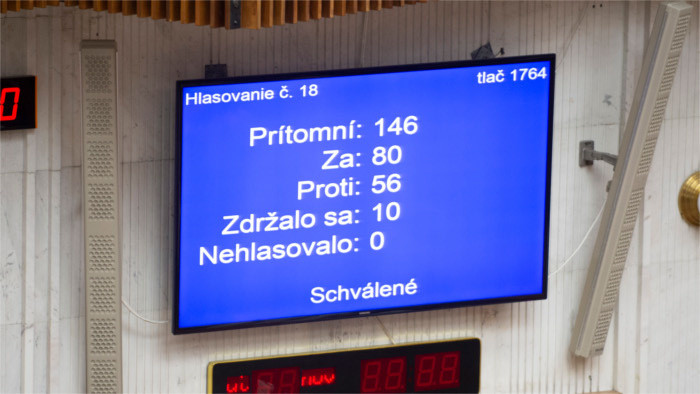 Hlasovanie č. 18
tlač 1764
Prítomní: 146
Za: 80
Proti: 56
Zdržalo sa: 10
Nehlasovalo: 0
Schválené